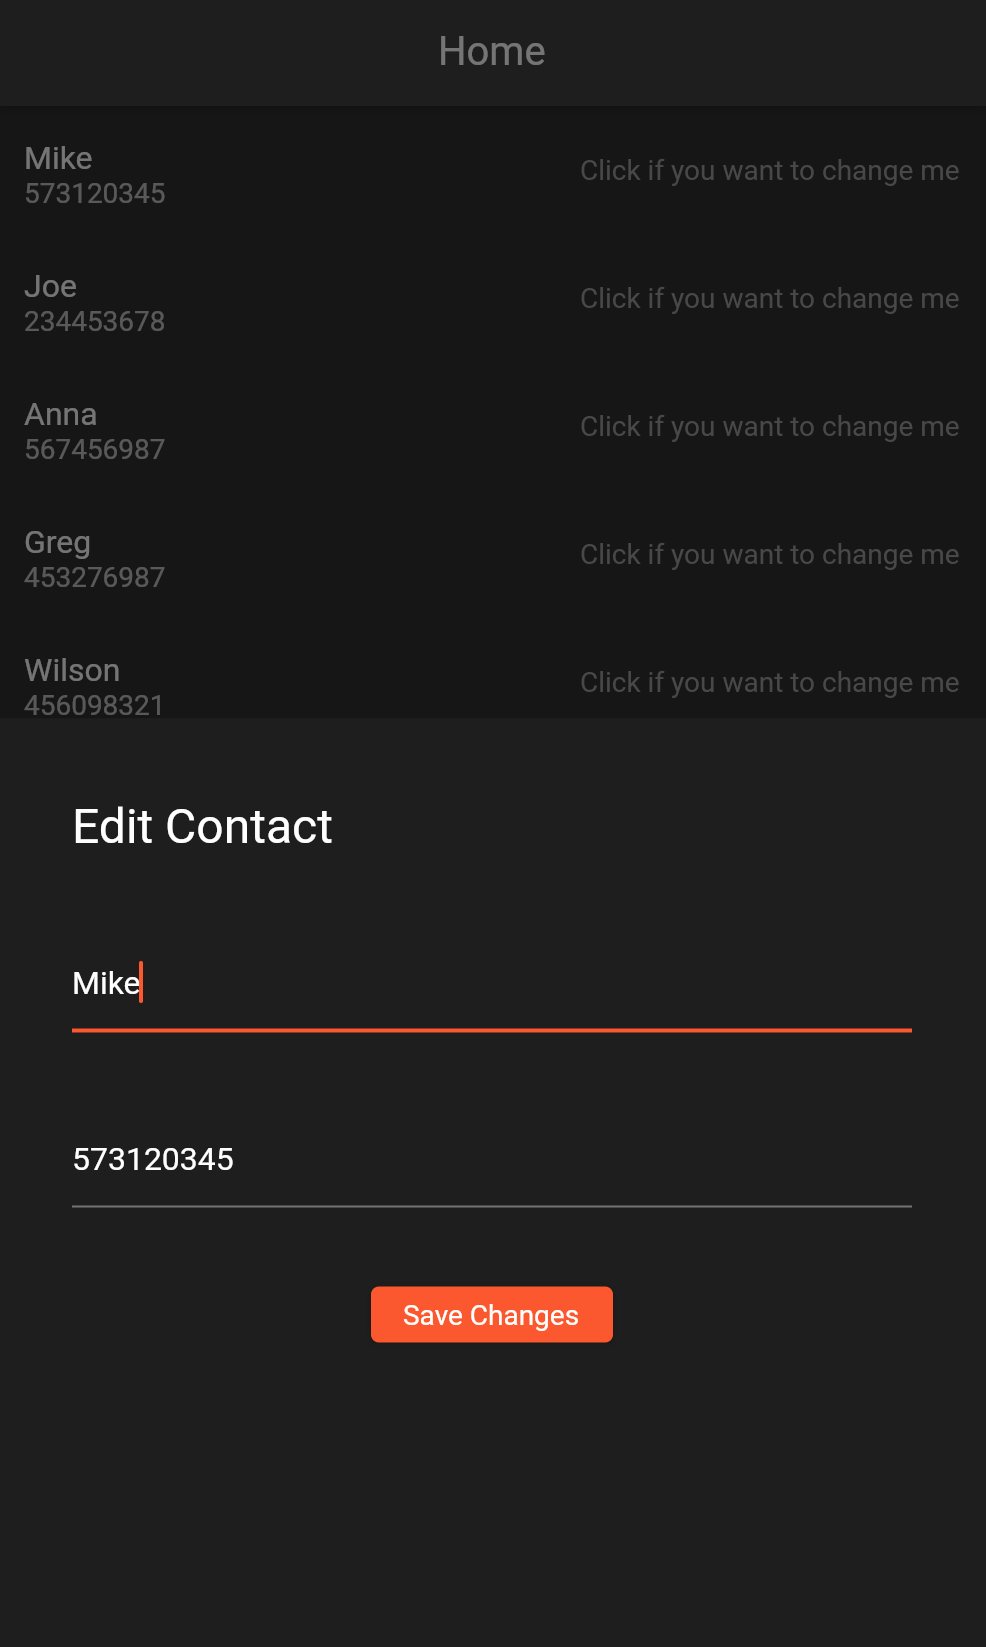 Home
Mike
573120345
Click if you want to change me
Joe
234453678
Click if you want to change me
Anna
567456987
Click if you want to change me
Greg
453276987
Click if you want to change me
Wilson
456098321
Click if you want to change me
Edit Contact
Mike
573120345
Save Changes